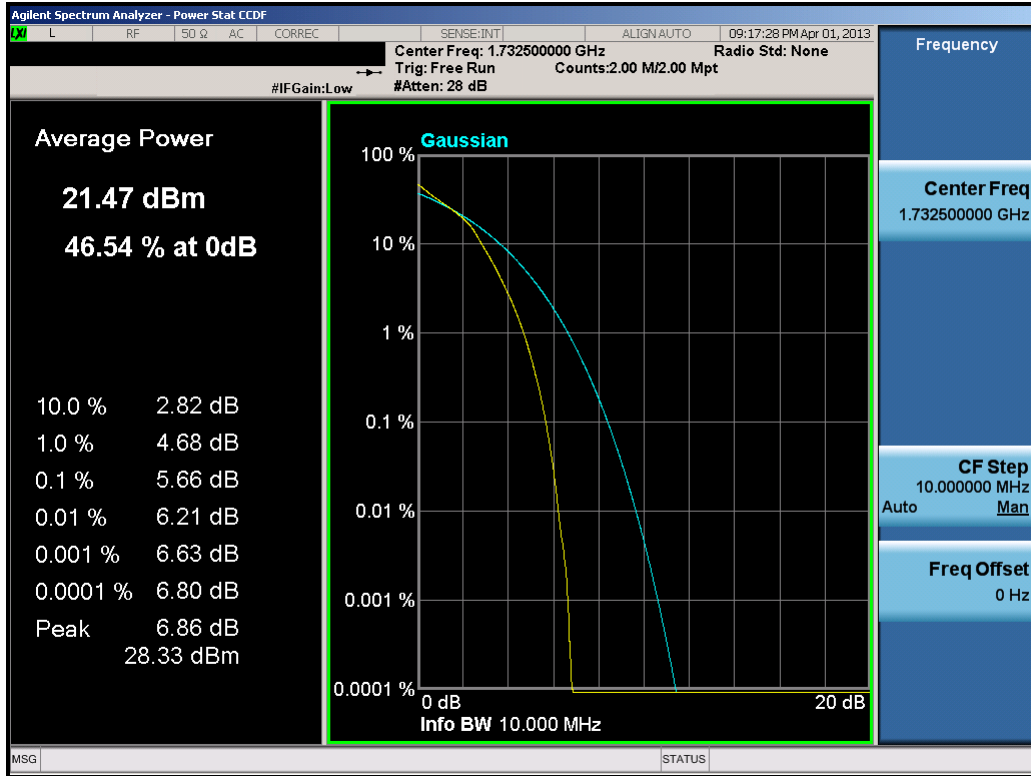 Agilent Spectrum Analyzer - Power Stat CCDF
LXI L RF 50 Ω AC CORREC SENSE:INT ALIGN AUTO 09:17:28 PM Apr 01, 2013
Center Freq: 1.732500000 GHz Radio Std: None
Trig: Free Run Counts:2.00 M/2.00 Mpt
#IFGain:Low #Atten: 28 dB
Average Power
21.47 dBm
46.54 % at 0dB
10.0 % 2.82 dB
1.0 % 4.68 dB
0.1 % 5.66 dB
0.01 % 6.21 dB
0.001 % 6.63 dB
0.0001 % 6.80 dB
Peak 6.86 dB
28.33 dBm
Gaussian
100 %
10 %
1 %
0.1 %
0.01 %
0.001 %
0.0001 %
0 dB 20 dB
Info BW 10.000 MHz
Frequency
Center Freq
1.732500000 GHz
CF Step
10.000000 MHz
Auto Man
Freq Offset
0 Hz
MSG STATUS